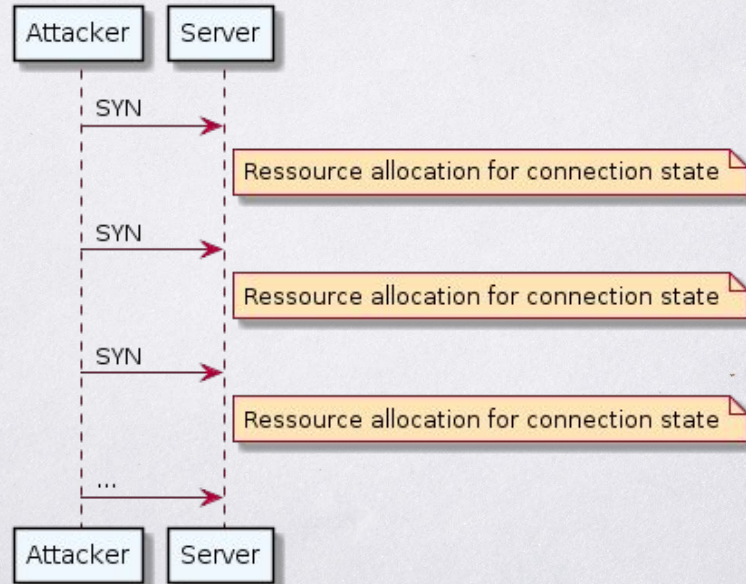 Attacker Server
SYN
Ressource allocation for connection state
SYN
Ressource allocation for connection state
SYN
Ressource allocation for connection state
...
Attacker Server